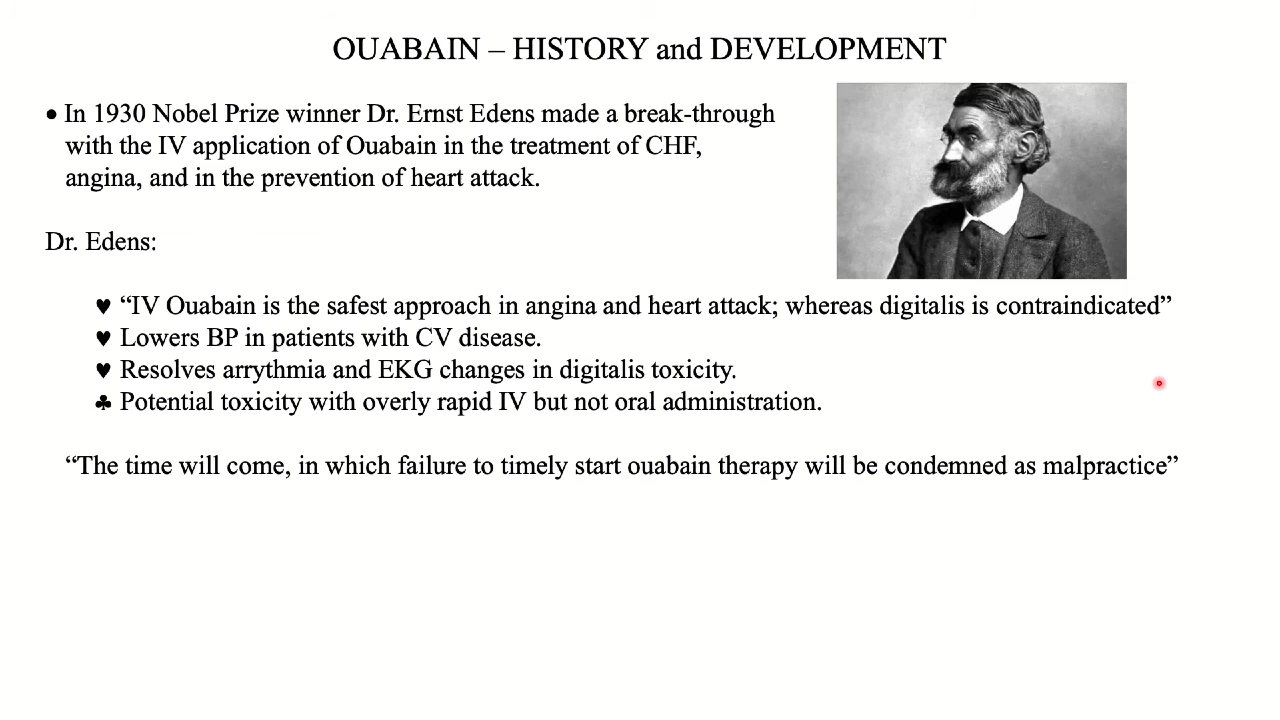 OUABAIN – HISTORY and DEVELOPMENT
• In 1930 Nobel Prize winner Dr. Ernst Edens made a break-through
with the IV application of Ouabain in the treatment of CHF,
angina, and in the prevention of heart attack.
Dr. Edens:
♥ “IV Ouabain is the safest approach in angina and heart attack; whereas digitalis is contraindicated”
♥ Lowers BP in patients with CV disease.
♥ Resolves arrythmia and EKG changes in digitalis toxicity.
♣ Potential toxicity with overly rapid IV but not oral administration.
“The time will come, in which failure to timely start ouabain therapy will be condemned as malpractice”